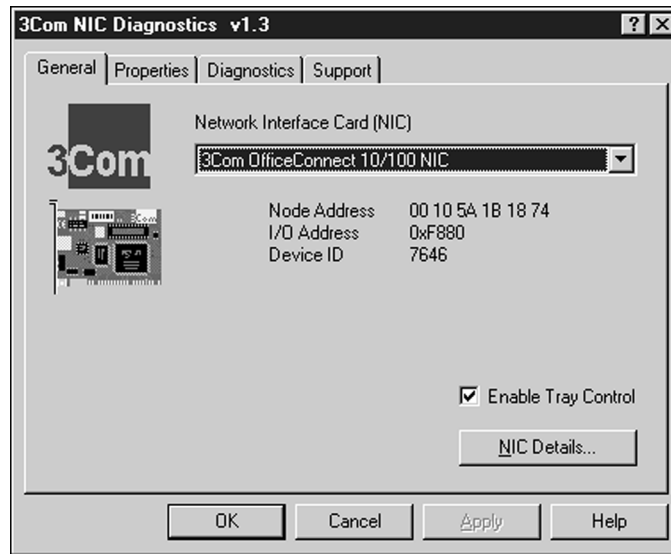 3Com NIC Diagnostics v1.3
General Properties Diagnostics Support
3Com
Network Interface Card (NIC)
3Com OfficeConnect 10/100 NIC
Node Address 00 10 5A 1B 18 74
I/O Address 0xF880
Device ID 7646
3Com
Enable Tray Control
NIC Details...
OK Cancel Apply Help